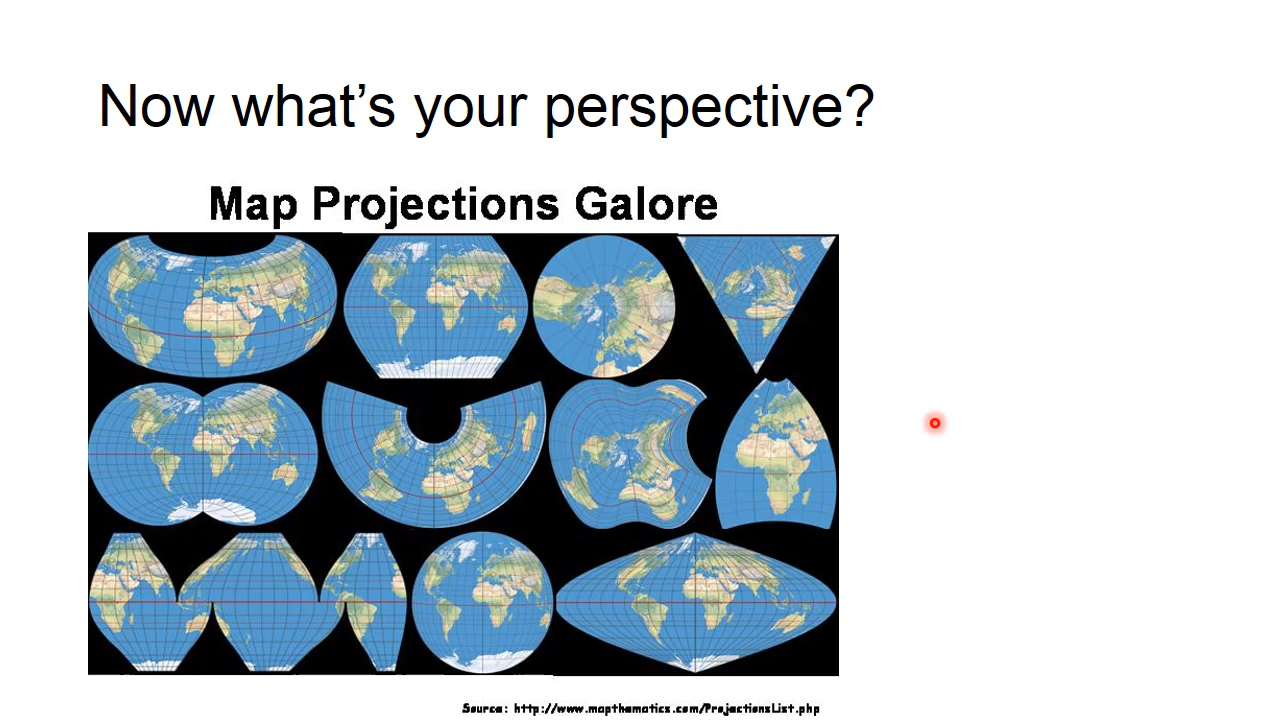 Now what’s your perspective?
Map Projections Galore
Source: http://www.mapthematics.com/ProjectionsList.php